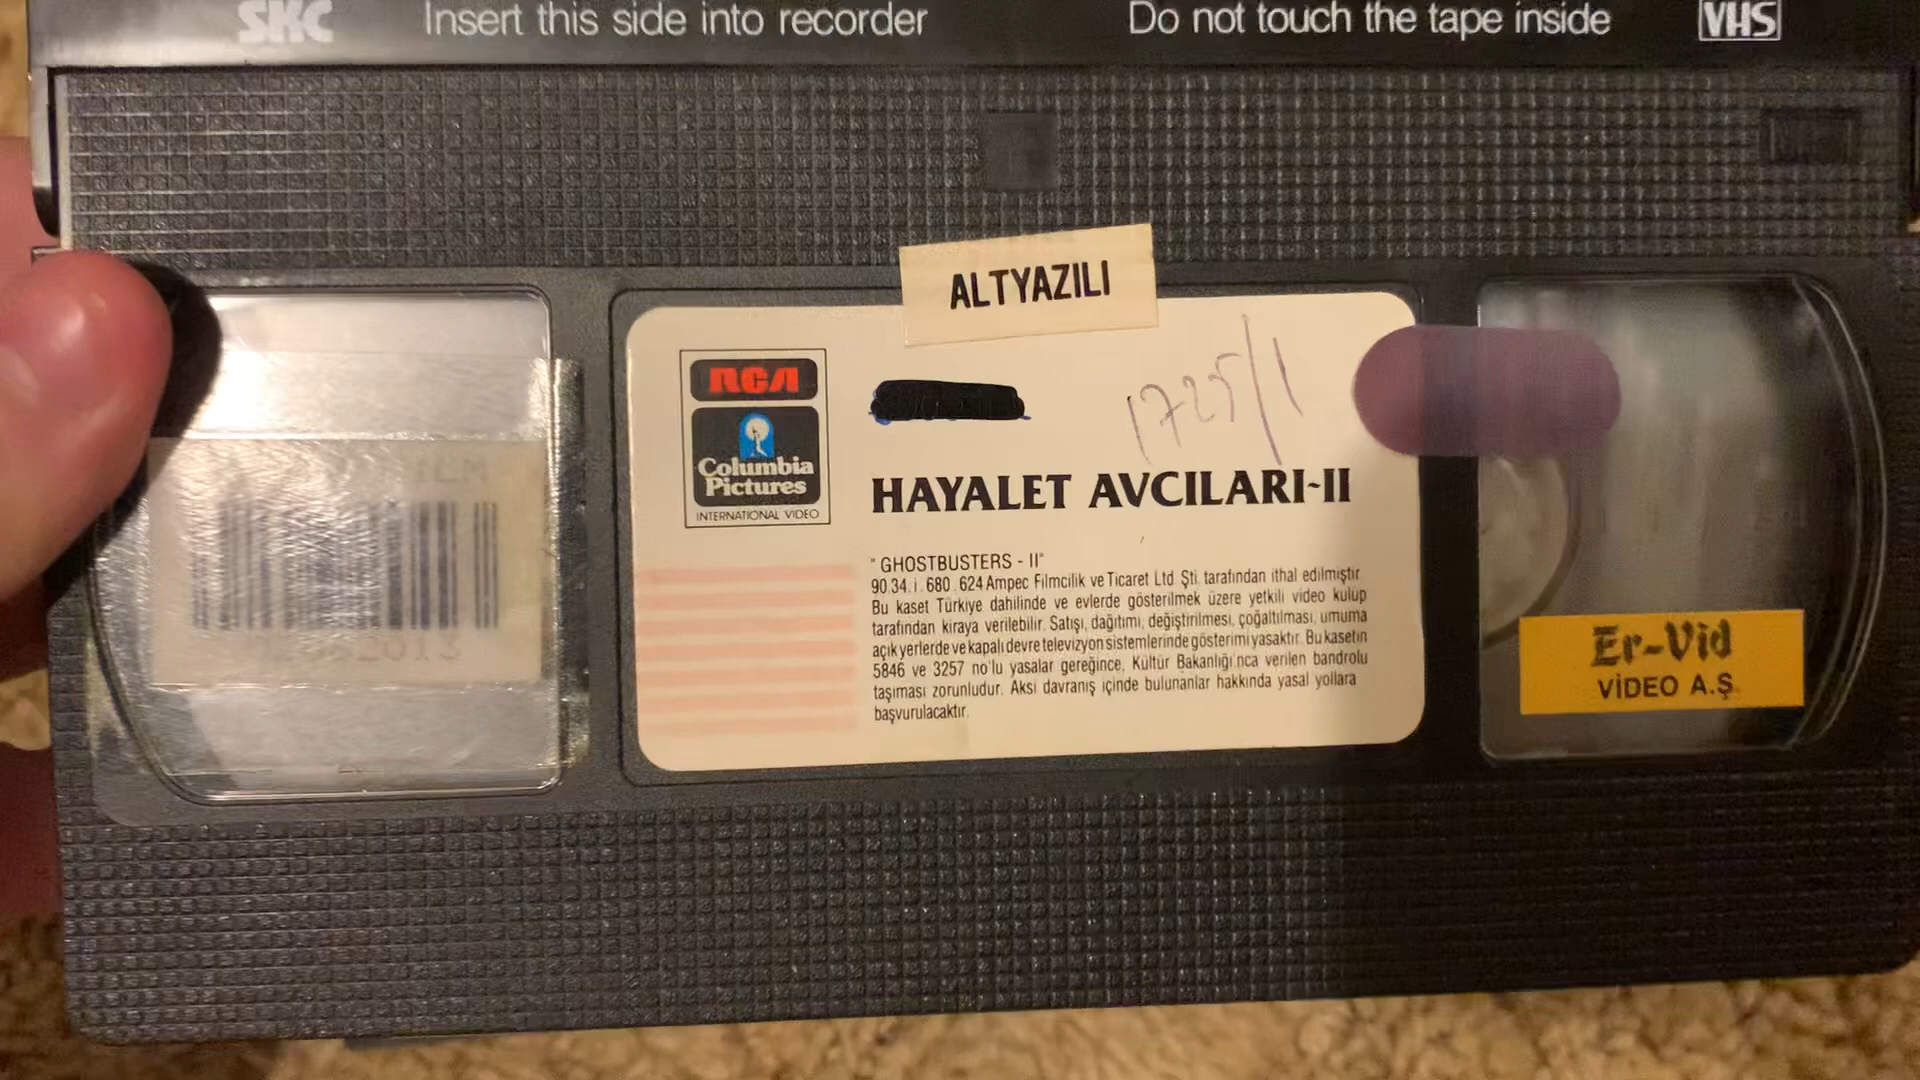 SKC Insert this side into recorder Do not touch the tape inside VHS
ALTYAZILI
1725/1
RCA
Columbia
Pictures
INTERNATIONAL VIDEO
HAYALET AVCILARI-II
"GHOSTBUSTERS - II"
90.34.i.680.624 Ampec Filmcilik ve Ticaret Ltd. Şti. tarafından ithal edilmiştir
Bu kaset Türkiye dahilinde ve evlerde gösterilmek üzere yetkili video kulüp
tarafından kiraya verilebilir. Satışı, dağıtımı, değiştirilmesi, çoğaltılması, umuma
açık yerlerde ve kapalı devre televizyon sistemlerinde gösterimi yasaktır. Bu kasetin
5846 ve 3257 no'lu yasalar gereğince, Kültür Bakanlığı'nca verilen bandrolu
taşıması zorunludur. Aksi davranış içinde bulunanlar hakkında yasal yollara
başvurulacaktır.
Er-Vid
VİDEO A.Ş.